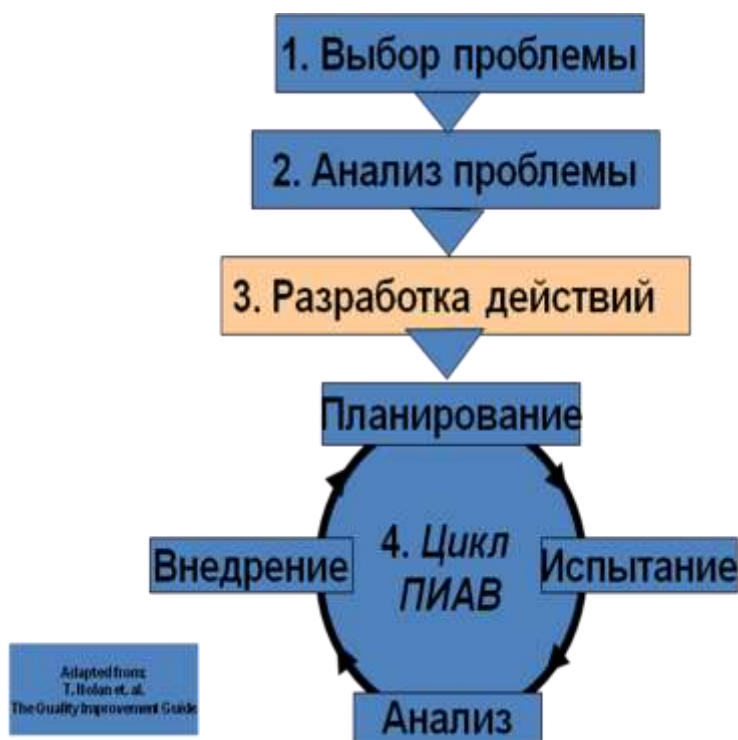 1. Выбор проблемы
2. Анализ проблемы
3. Разработка действий
Планирование
4. Цикл
ПИАВ
Внедрение
Испытание
Анализ
Adapted from:
T. Nolan et. al.
The Quality Improvement Guide